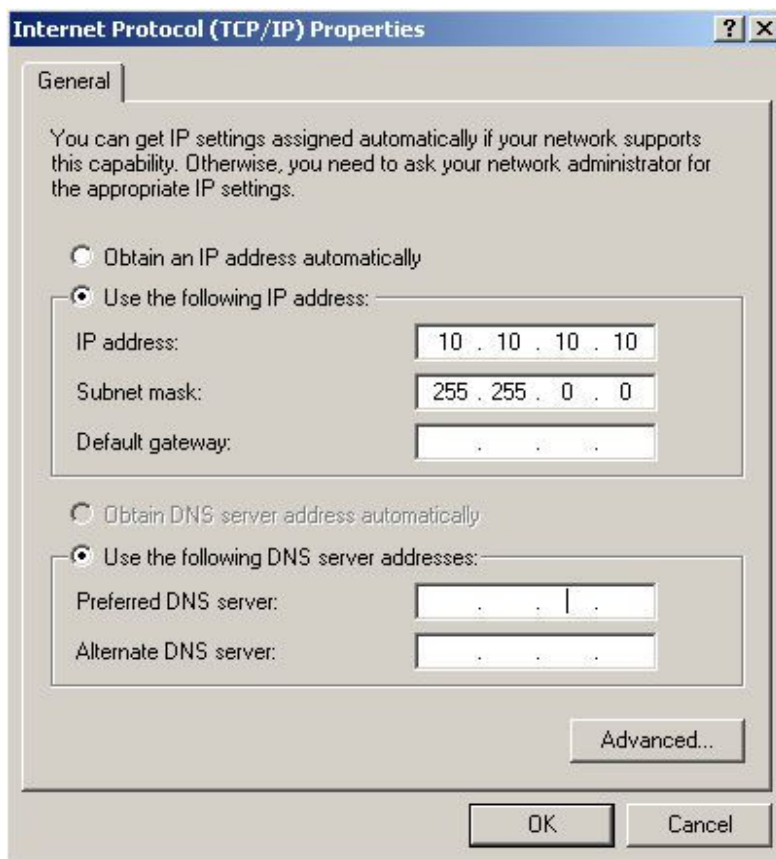 Internet Protocol (TCP/IP) Properties
General
You can get IP settings assigned automatically if your network supports
this capability. Otherwise, you need to ask your network administrator for
the appropriate IP settings.
Obtain an IP address automatically
Use the following IP address:
IP address: 10 . 10 . 10 . 10
Subnet mask: 255 . 255 . 0 . 0
Default gateway: . . .
Obtain DNS server address automatically
Use the following DNS server addresses:
Preferred DNS server: . . .
Alternate DNS server: . . .
Advanced...
OK Cancel